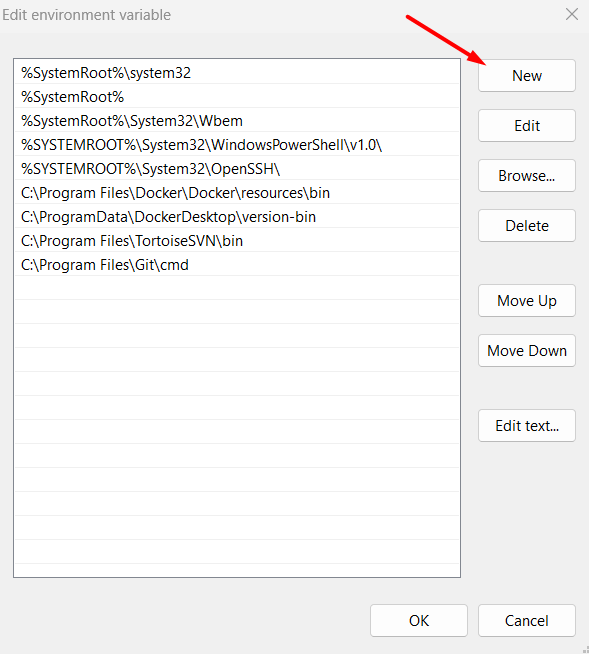 Edit environment variable
%SystemRoot%\system32
%SystemRoot%
%SystemRoot%\System32\Wbem
%SYSTEMROOT%\System32\WindowsPowerShell\v1.0\
%SYSTEMROOT%\System32\OpenSSH\
C:\Program Files\Docker\Docker\resources\bin
C:\ProgramData\DockerDesktop\version-bin
C:\Program Files\TortoiseSVN\bin
C:\Program Files\Git\cmd
New
Edit
Browse...
Delete
Move Up
Move Down
Edit text...
OK
Cancel